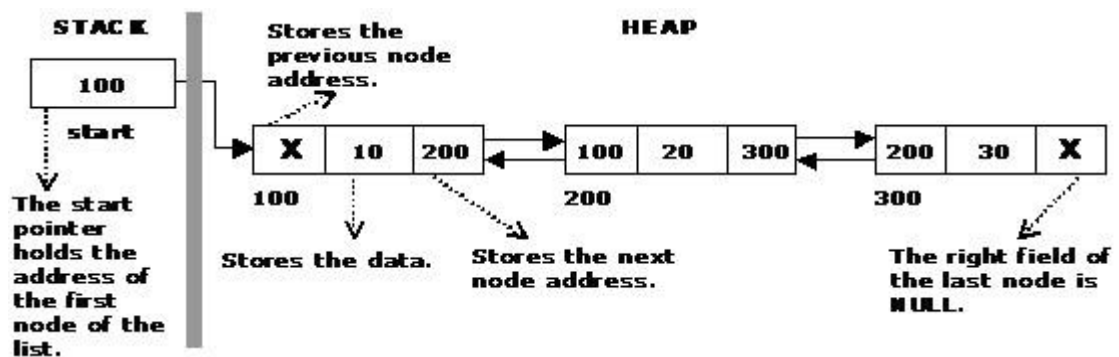 STACK
HEAP
Stores the
previous node
address.
100
start
X 10 200
100 20 300
200 30 X
100
200
300
The start
pointer
holds the
address of
the first
node of the
list.
Stores the data.
Stores the next
node address.
The right field of
the last node is
NULL.